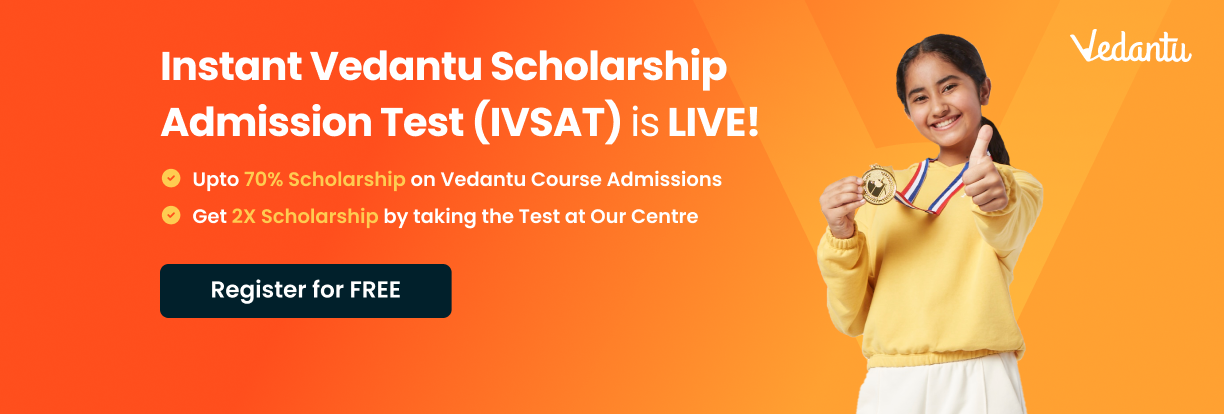 Vedantu
Instant Vedantu Scholarship
Admission Test (IVSAT) is LIVE!
Upto 70% Scholarship on Vedantu Course Admissions
Get 2X Scholarship by taking the Test at Our Centre
Register for FREE